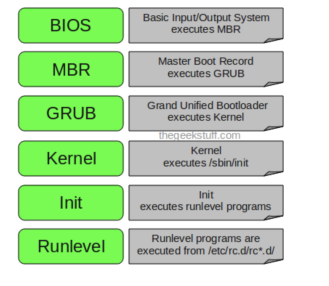 BIOS
Basic Input/Output System
executes MBR
MBR
Master Boot Record
executes GRUB
GRUB
Grand Unified Bootloader
executes Kernel
thegeekstuff.com
Kernel
Kernel
executes /sbin/init
Init
Init
executes runlevel programs
Runlevel
Runlevel programs are
executed from /etc/rc.d/rc*.d/